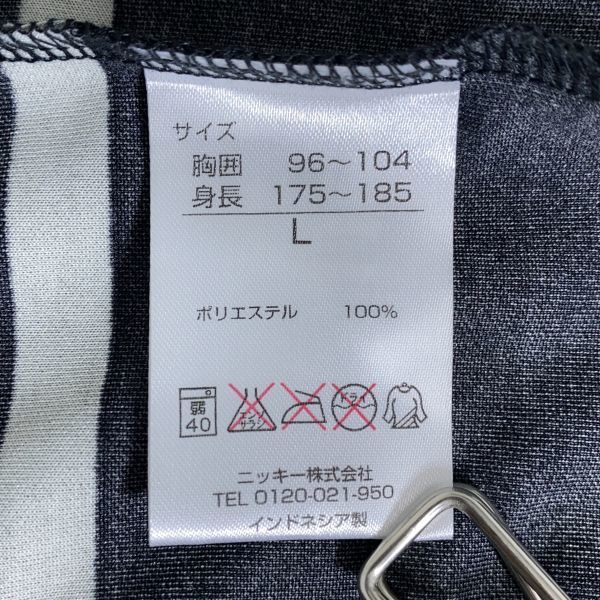 サイズ
胸囲 96〜104
身長 175〜185
L
ポリエステル 100%
弱 40 エンソ サラシ ドライ
ニッキー株式会社
TEL 0120-021-950
インドネシア製